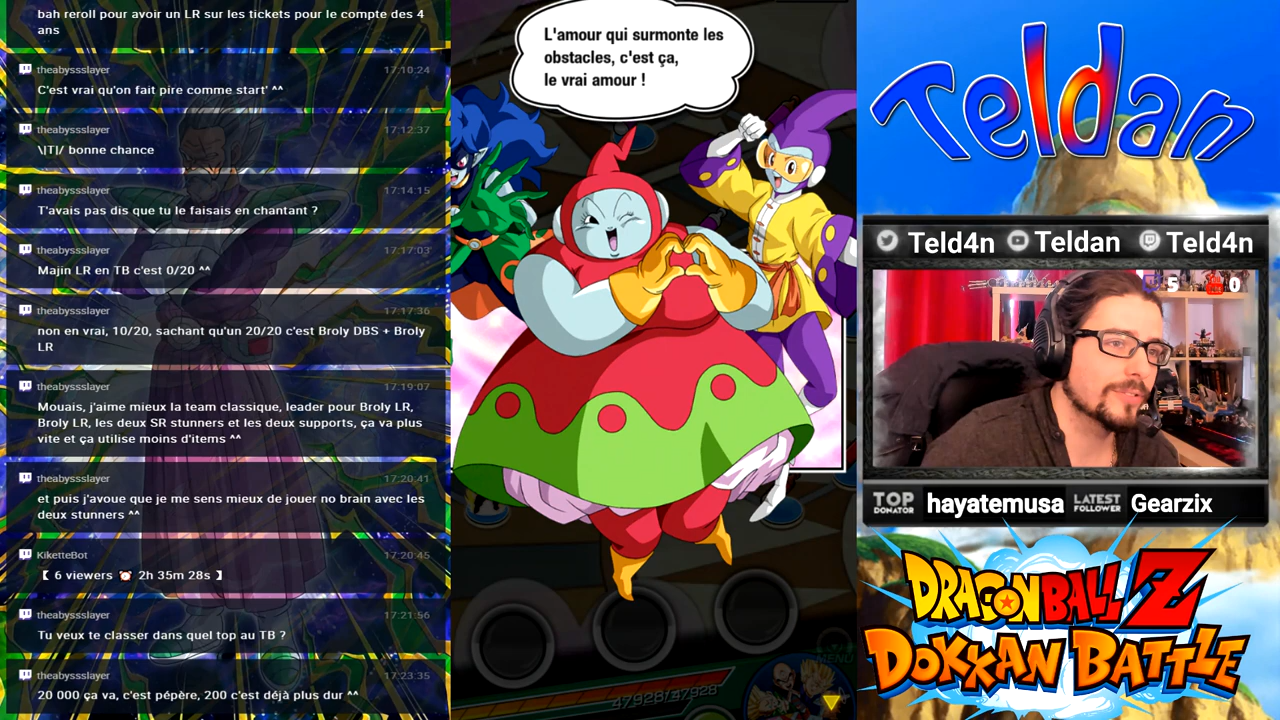 bah reroll pour avoir un LR sur les tickets pour le compte des 4
ans
theabyssslayer 17:10:24
C'est vrai qu'on fait pire comme start' ^^
theabyssslayer 17:12:37
\|T|/ bonne chance
theabyssslayer 17:14:15
T'avais pas dis que tu le faisais en chantant ?
theabyssslayer 17:17:03
Majin LR en TB c'est 0/20 ^^
theabyssslayer 17:17:36
non en vrai, 10/20, sachant qu'un 20/20 c'est Broly DBS + Broly
LR
theabyssslayer 17:19:07
Mouais, j'aime mieux la team classique, leader pour Broly LR,
Broly LR, les deux SR stunners et les deux supports, ça va plus
vite et ça utilise moins d'items ^^
theabyssslayer 17:20:41
et puis j'avoue que je me sens mieux de jouer no brain avec les
deux stunners ^^
KiketteBot 17:20:45
【 6 viewers ⏰ 2h 35m 28s 】
theabyssslayer 17:21:56
Tu veux te classer dans quel top au TB ?
theabyssslayer 17:23:35
20 000 ça va, c'est pépère, 200 c'est déjà plus dur ^^
L'amour qui surmonte les
obstacles, c'est ça,
le vrai amour !
47928/47928
MENU
Teldan
Teld4n Teldan Teld4n
5 0
TOP DONATOR hayatemusa LATEST FOLLOWER Gearzix
DRAGON BALL Z
DOKKAN BATTLE